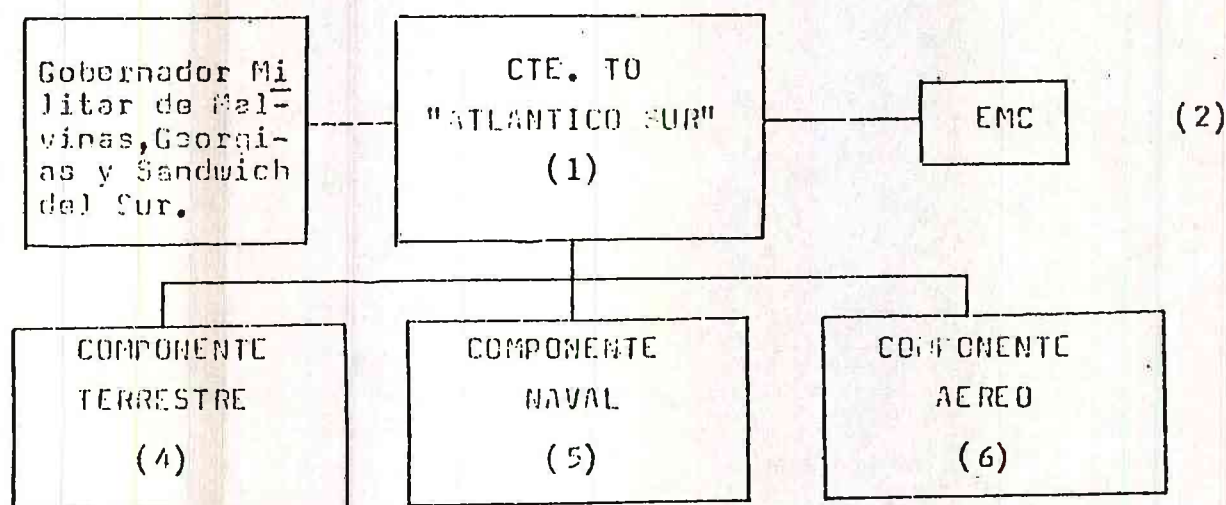 Gobernador Mi
litar de Mal-
vinas,Georgi-
as y Sandwich
del Sur.
CTE. TO
"ATLANTICO SUR"
(1)
EMC
(2)
COMPONENTE
TERRESTRE
(4)
COMPONENTE
NAVAL
(5)
COMPONENTE
AEREO
(6)